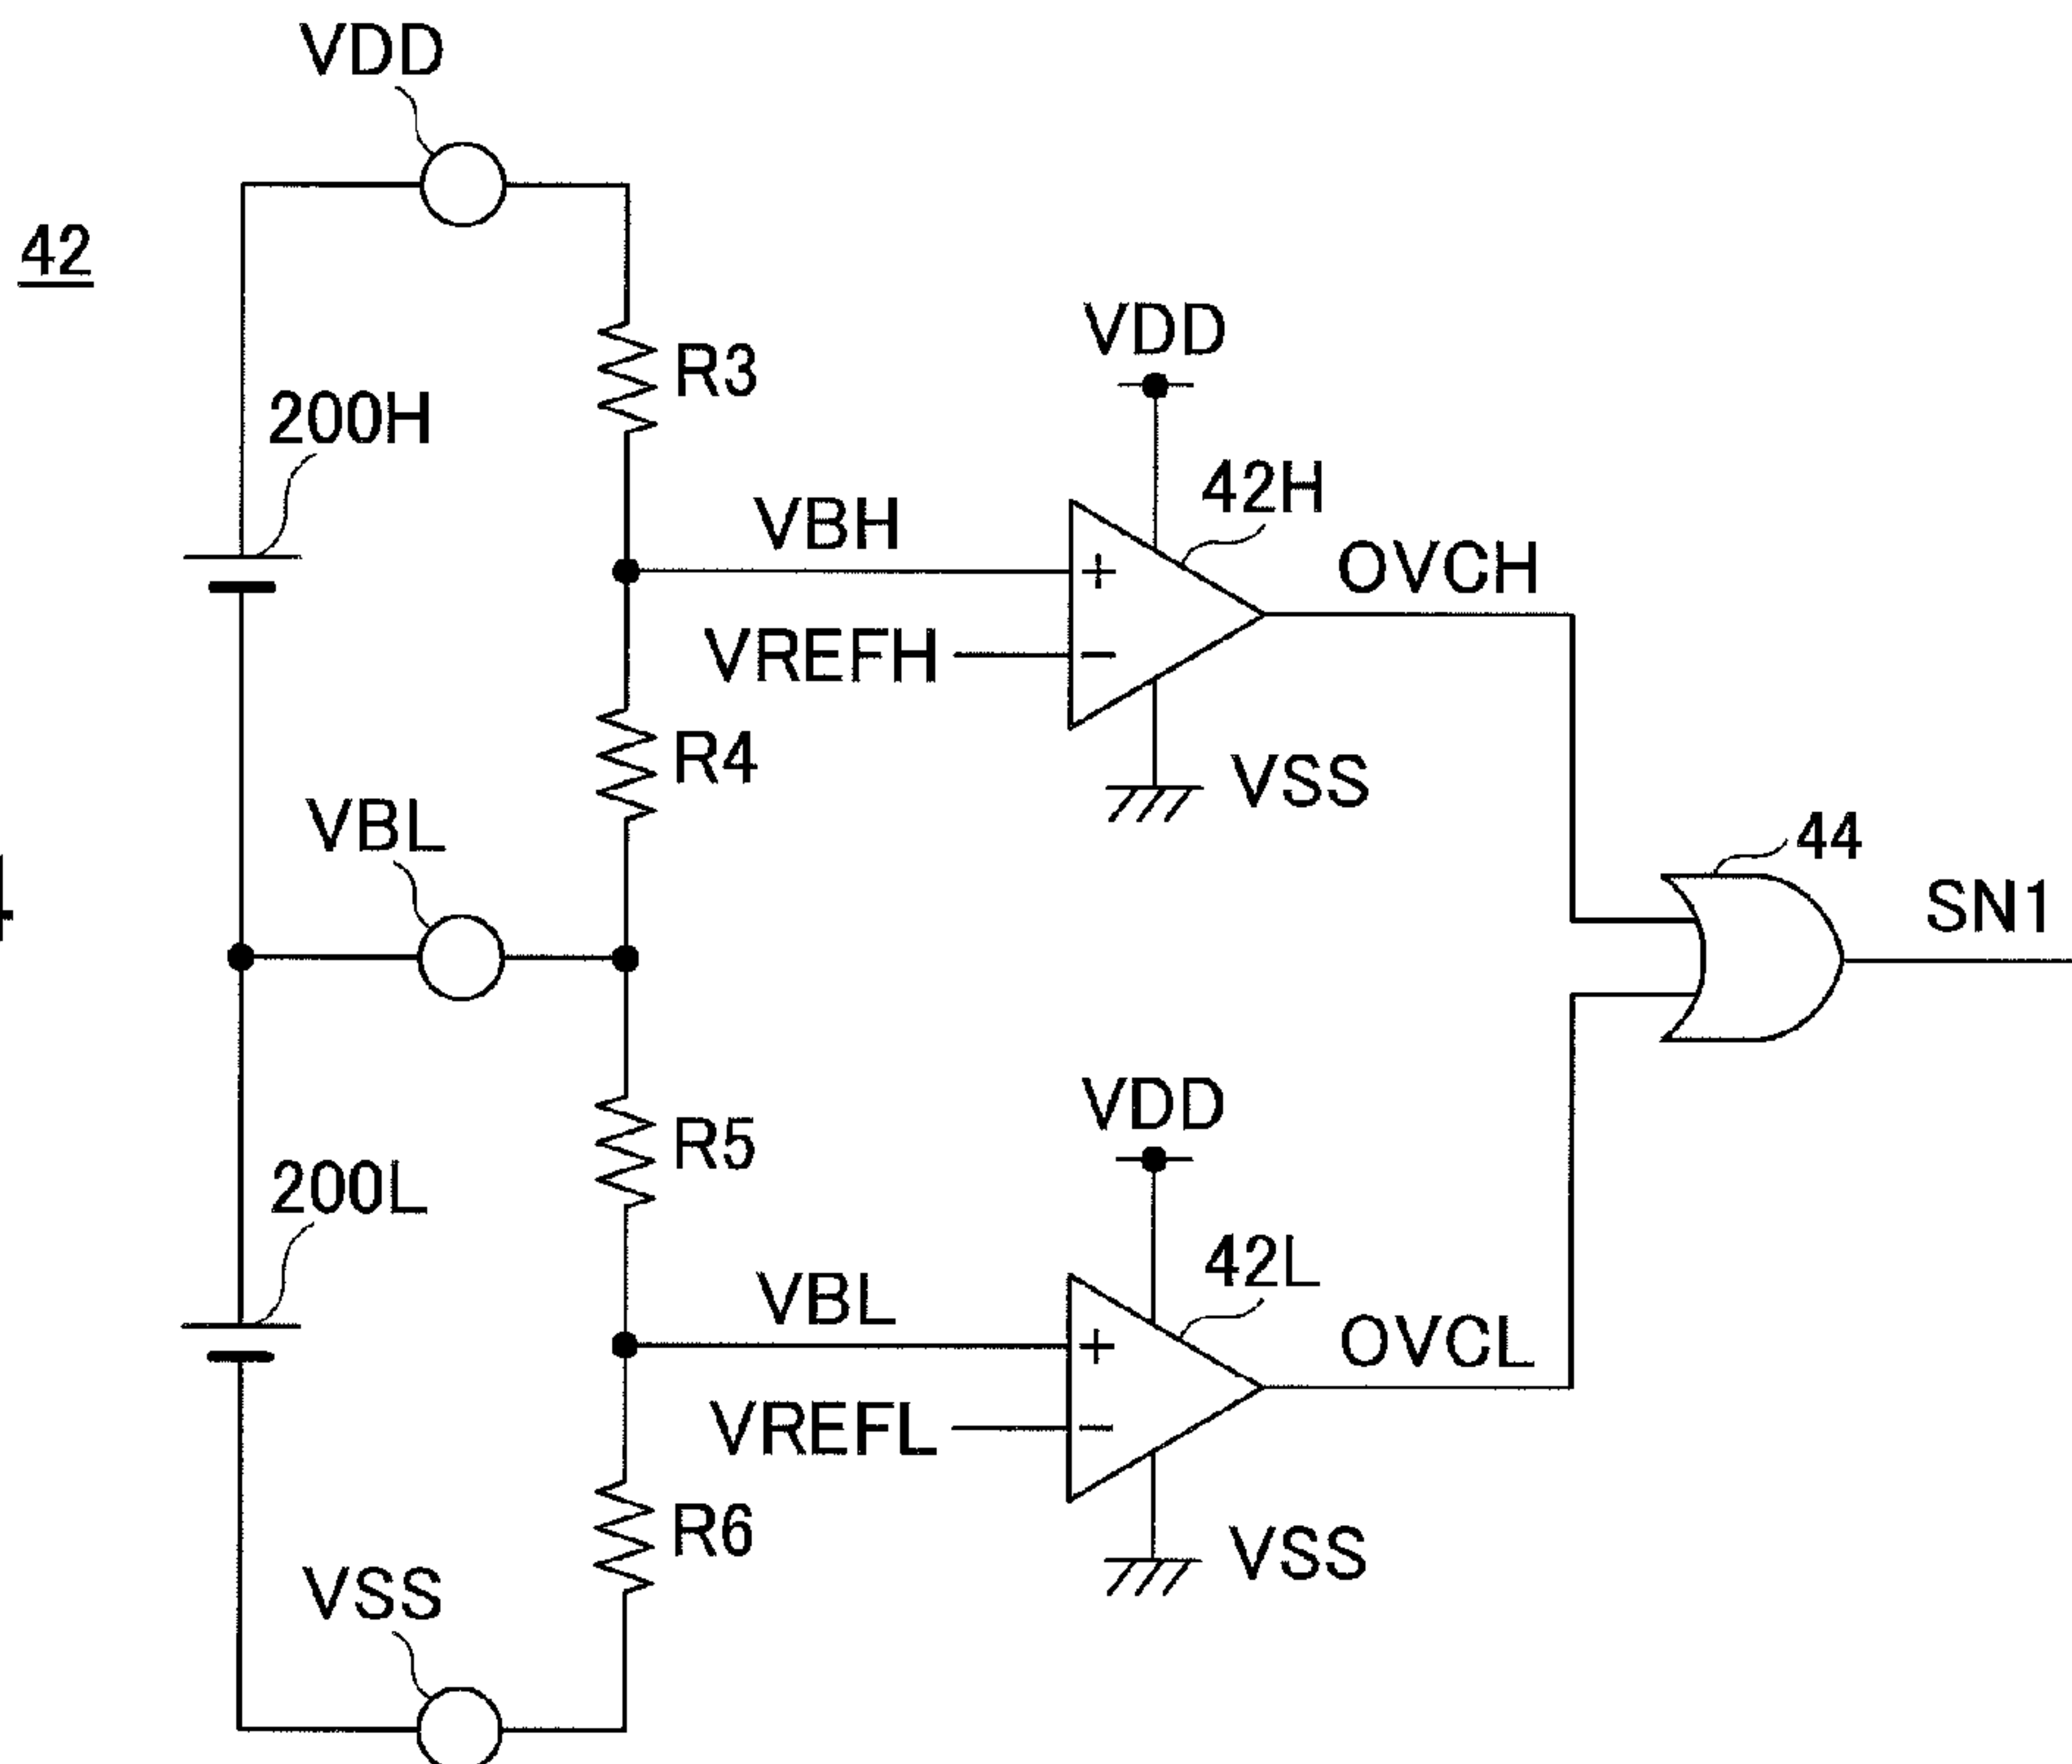 VDD
42
VDD
R3
200H
42H
VBH
OVCH
VREFH
R4
VSS
VBL
44
SN1
VDD
R5
200L
42L
VBL
OVCL
VREFL
R6
VSS
VSS